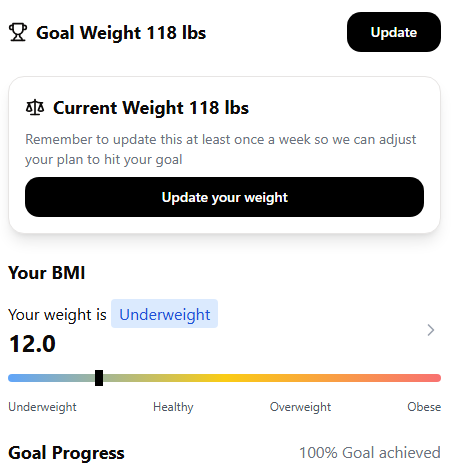 Goal Weight 118 lbs
Update
Current Weight 118 lbs
Remember to update this at least once a week so we can adjust
your plan to hit your goal
Update your weight
Your BMI
Your weight is Underweight
12.0
Underweight Healthy Overweight Obese
Goal Progress 100% Goal achieved